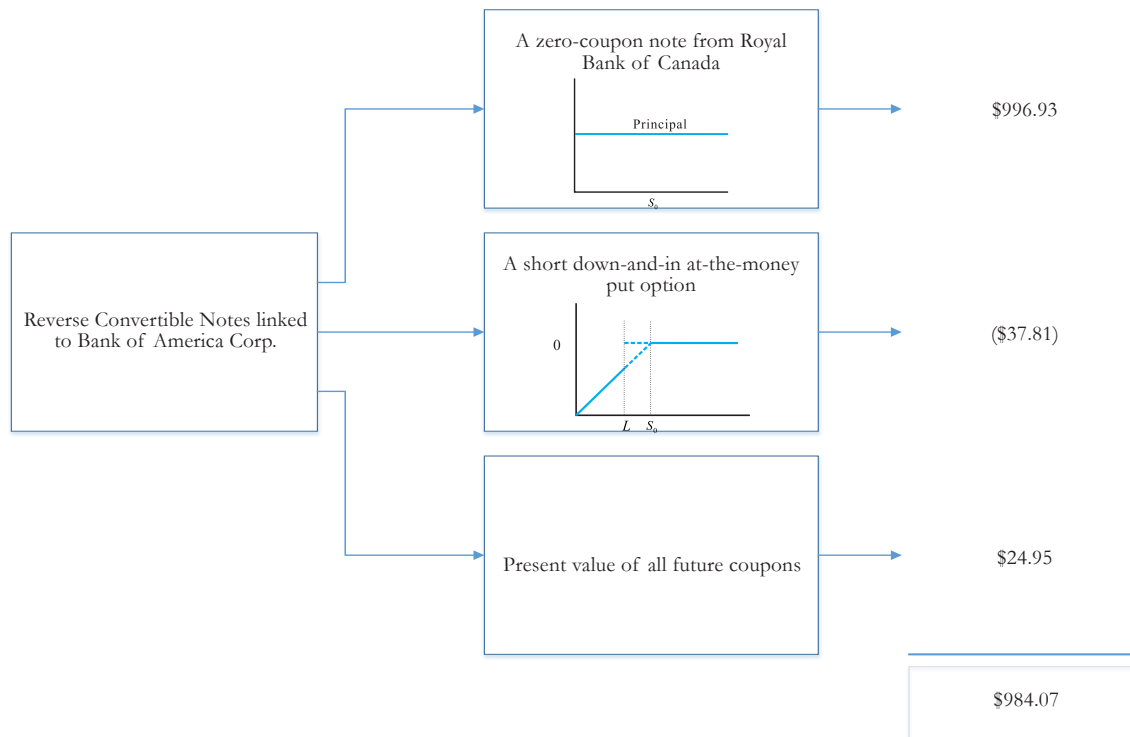 A zero-coupon note from Royal
Bank of Canada
Principal
S₀
$996.93
Reverse Convertible Notes linked
to Bank of America Corp.
A short down-and-in at-the-money
put option
0
L S₀
($37.81)
Present value of all future coupons
$24.95
$984.07